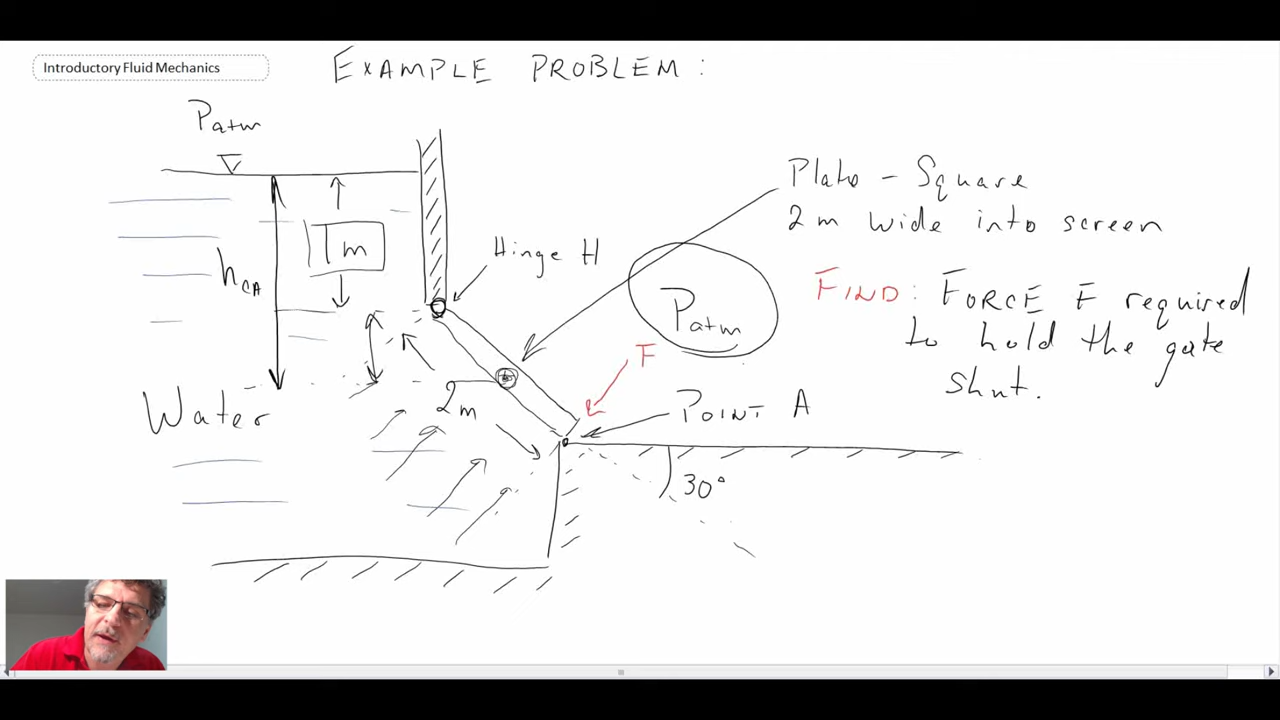 Introductory Fluid Mechanics
EXAMPLE PROBLEM:
Patm
1m
hCA
Hinge H
Plate - Square
2m wide into screen
Patm
FIND: FORCE F required
to hold the gate
shut.
F
Water
2m
POINT A
30°